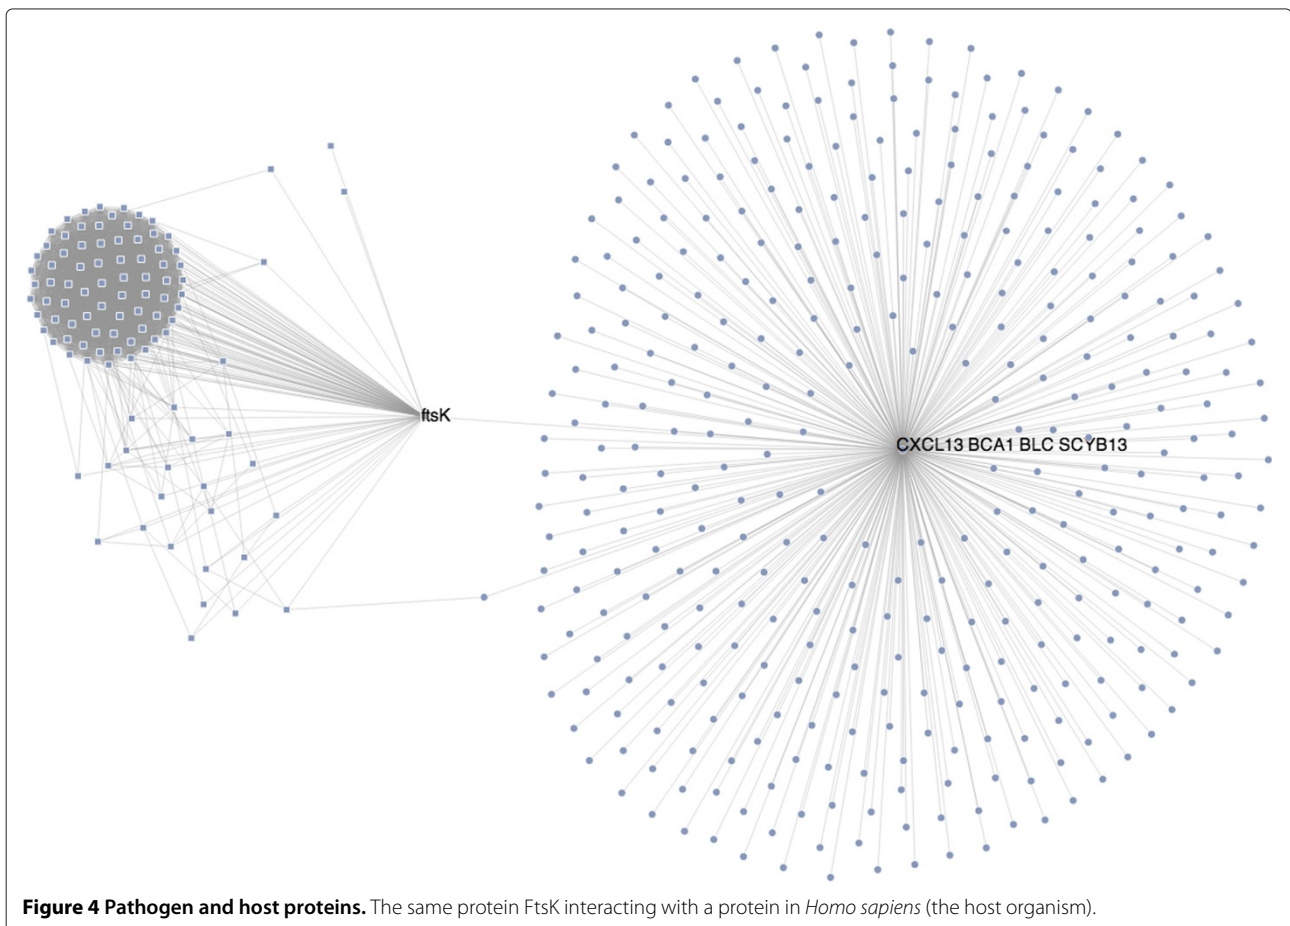 ftsK
CXCL13 BCA1 BLC SCYB13
Figure 4 Pathogen and host proteins. The same protein FtsK interacting with a protein in Homo sapiens (the host organism).